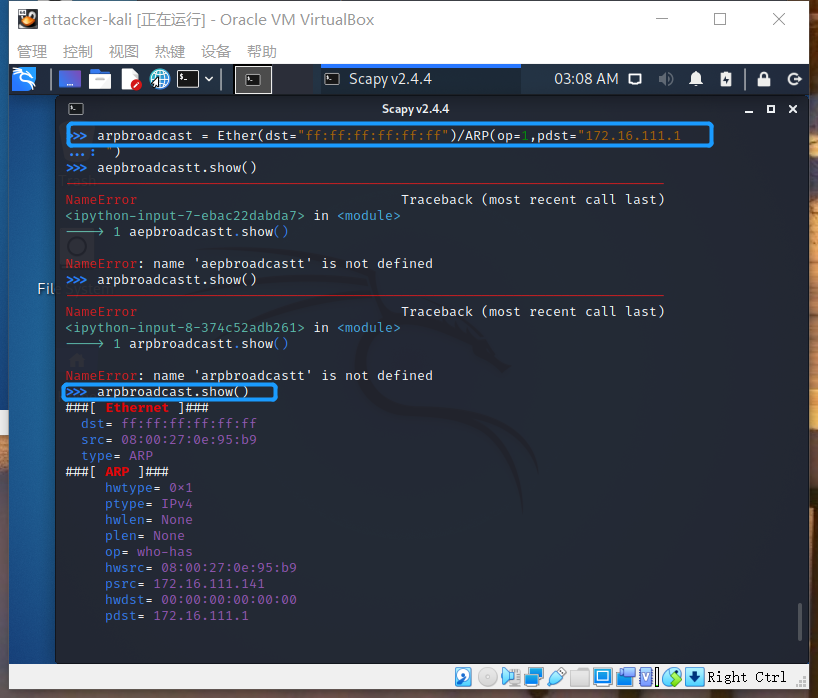 attacker-kali [正在运行] - Oracle VM VirtualBox
管理 控制 视图 热键 设备 帮助
Scapy v2.4.4 03:08 AM
Scapy v2.4.4
>>> arpbroadcast = Ether(dst="ff:ff:ff:ff:ff:ff")/ARP(op=1,pdst="172.16.111.1
...: ")
>>> aepbroadcastt.show()
NameError Traceback (most recent call last)
<ipython-input-7-ebac22dabda7> in <module>
----> 1 aepbroadcastt.show()
NameError: name 'aepbroadcastt' is not defined
>>> arpbroadcastt.show()
NameError Traceback (most recent call last)
<ipython-input-8-374c52adb261> in <module>
----> 1 arpbroadcastt.show()
NameError: name 'arpbroadcastt' is not defined
>>> arpbroadcast.show()
###[ Ethernet ]###
dst= ff:ff:ff:ff:ff:ff
src= 08:00:27:0e:95:b9
type= ARP
###[ ARP ]###
hwtype= 0x1
ptype= IPv4
hwlen= None
plen= None
op= who-has
hwsrc= 08:00:27:0e:95:b9
psrc= 172.16.111.141
hwdst= 00:00:00:00:00:00
pdst= 172.16.111.1
Right Ctrl